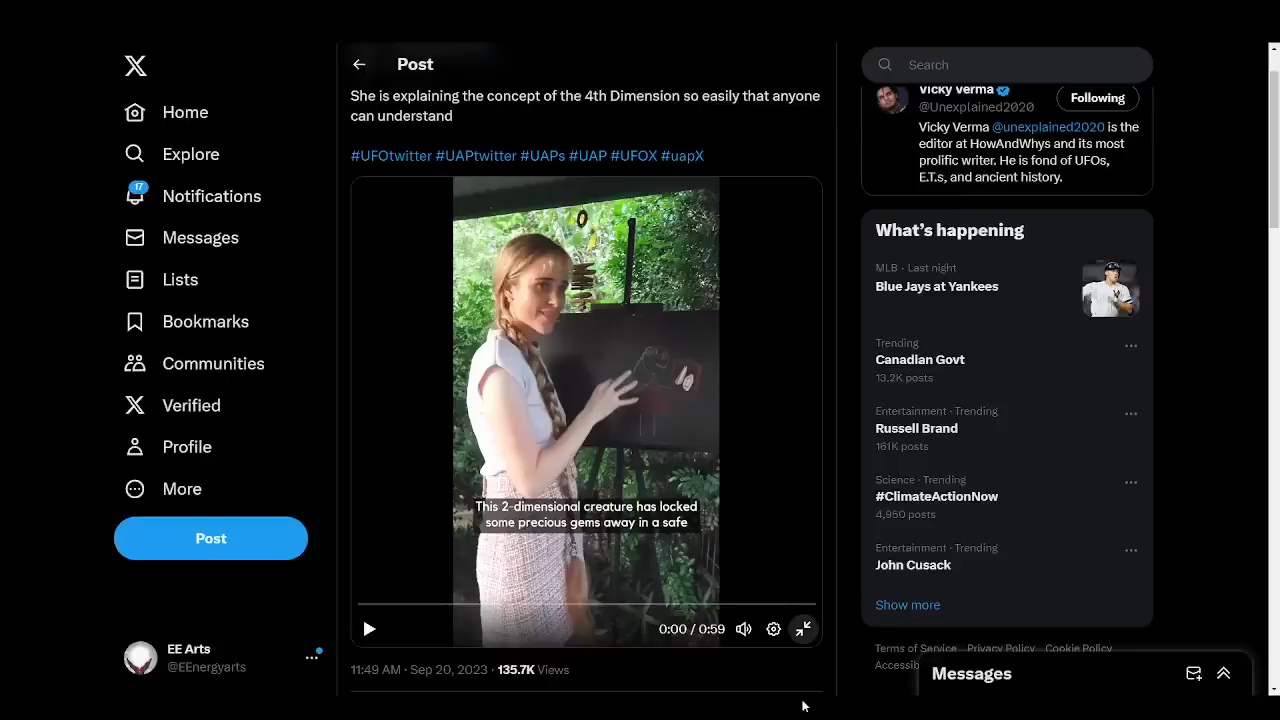 Home
Explore
17
Notifications
Messages
Lists
Bookmarks
Communities
Verified
Profile
More
Post
EE Arts
@EEnergyarts
Post
She is explaining the concept of the 4th Dimension so easily that anyone
can understand
#UFOtwitter #UAPtwitter #UAPs #UAP #UFOX #uapX
This 2-dimensional creature has locked
some precious gems away in a safe
0:00 / 0:59
11:49 AM · Sep 20, 2023 · 135.7K Views
Search
Vicky Verma
@Unexplained2020
Following
Vicky Verma @unexplained2020 is the
editor at HowAndWhys and its most
prolific writer. He is fond of UFOs,
E.T.s, and ancient history.
What's happening
MLB · Last night
Blue Jays at Yankees
Trending
Canadian Govt
13.2K posts
Entertainment · Trending
Russell Brand
161K posts
Science · Trending
#ClimateActionNow
4,950 posts
Entertainment · Trending
John Cusack
Show more
Terms of Service Privacy Policy Cookie Policy
Accessib
Messages